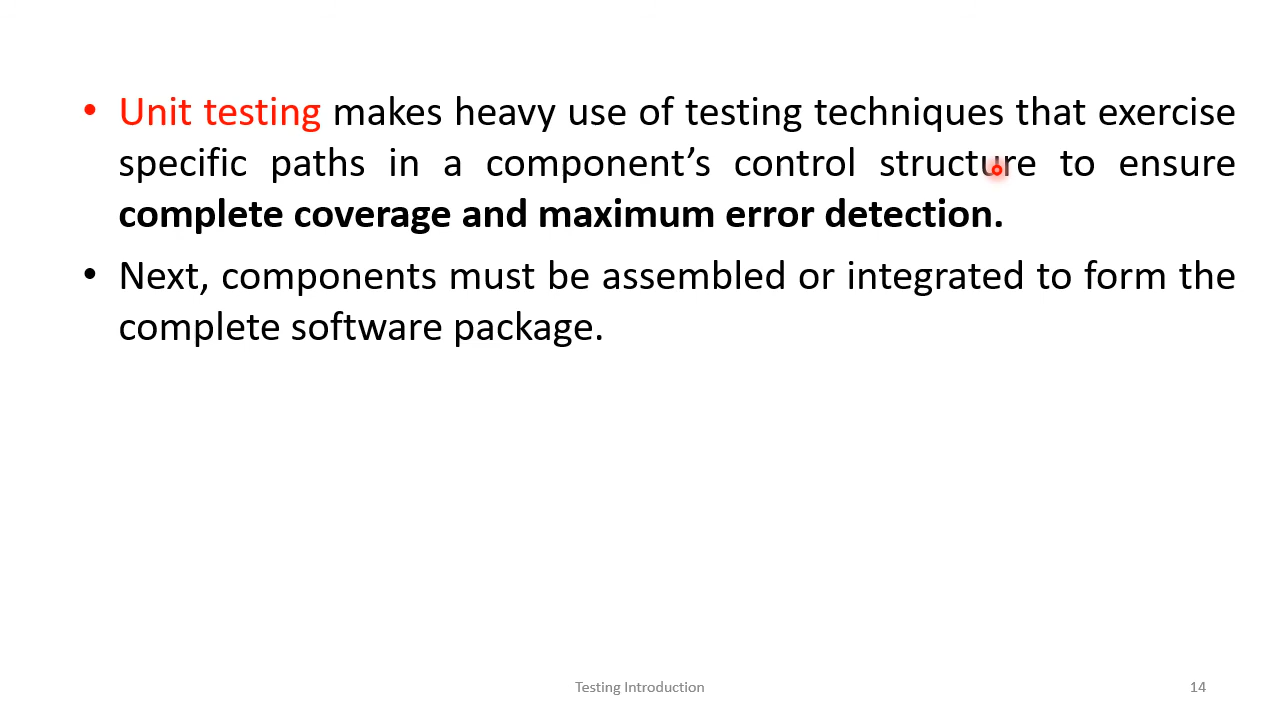 • Unit testing makes heavy use of testing techniques that exercise
specific paths in a component’s control structure to ensure
complete coverage and maximum error detection.
• Next, components must be assembled or integrated to form the
complete software package.
Testing Introduction
14